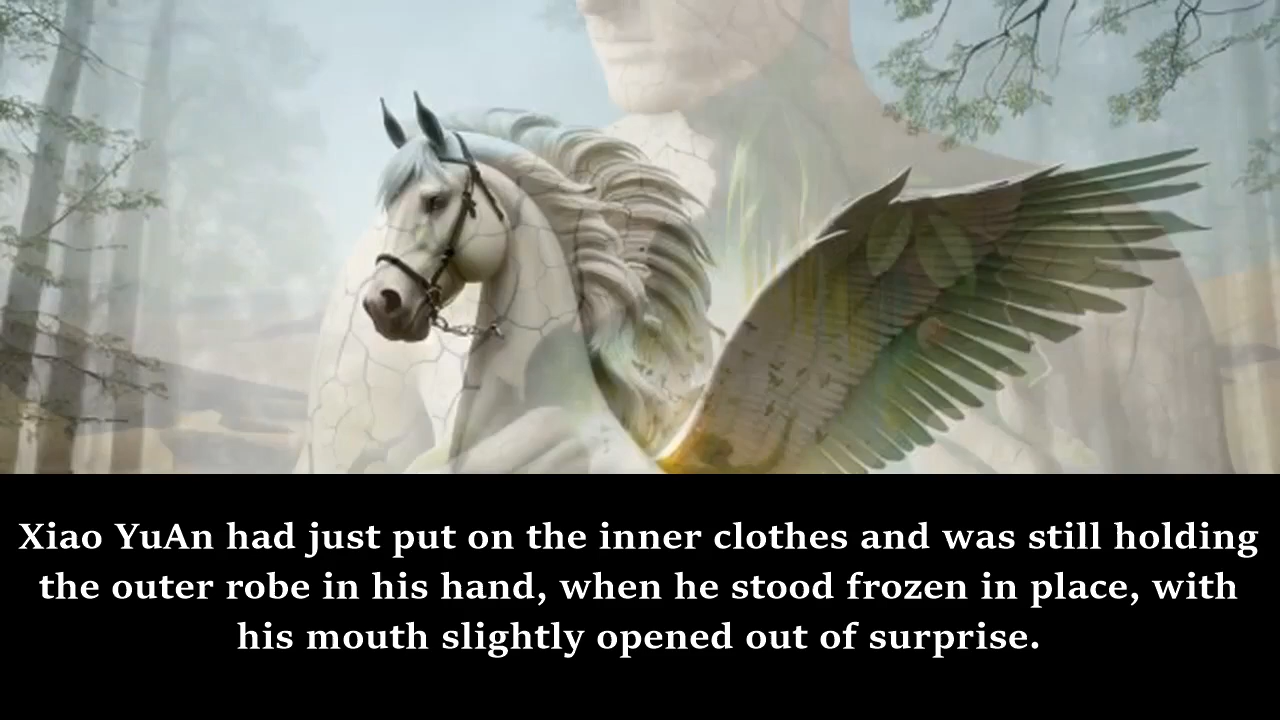 Xiao YuAn had just put on the inner clothes and was still holding
the outer robe in his hand, when he stood frozen in place, with
his mouth slightly opened out of surprise.